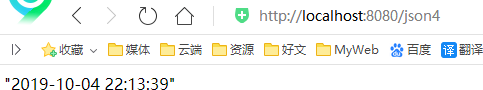 http://localhost:8080/json4
收藏 媒体 云端 资源 好文 MyWeb 百度 译 翻译
"2019-10-04 22:13:39"